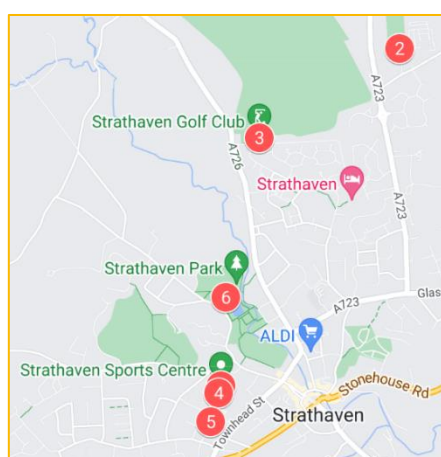 2
A723
Strathaven Golf Club
3
A726
Strathaven
A723
Strathaven Park
6
A723
Glas
ALDI
Strathaven Sports Centre
4
Stonehouse Rd
5
Townhead St
Strathaven